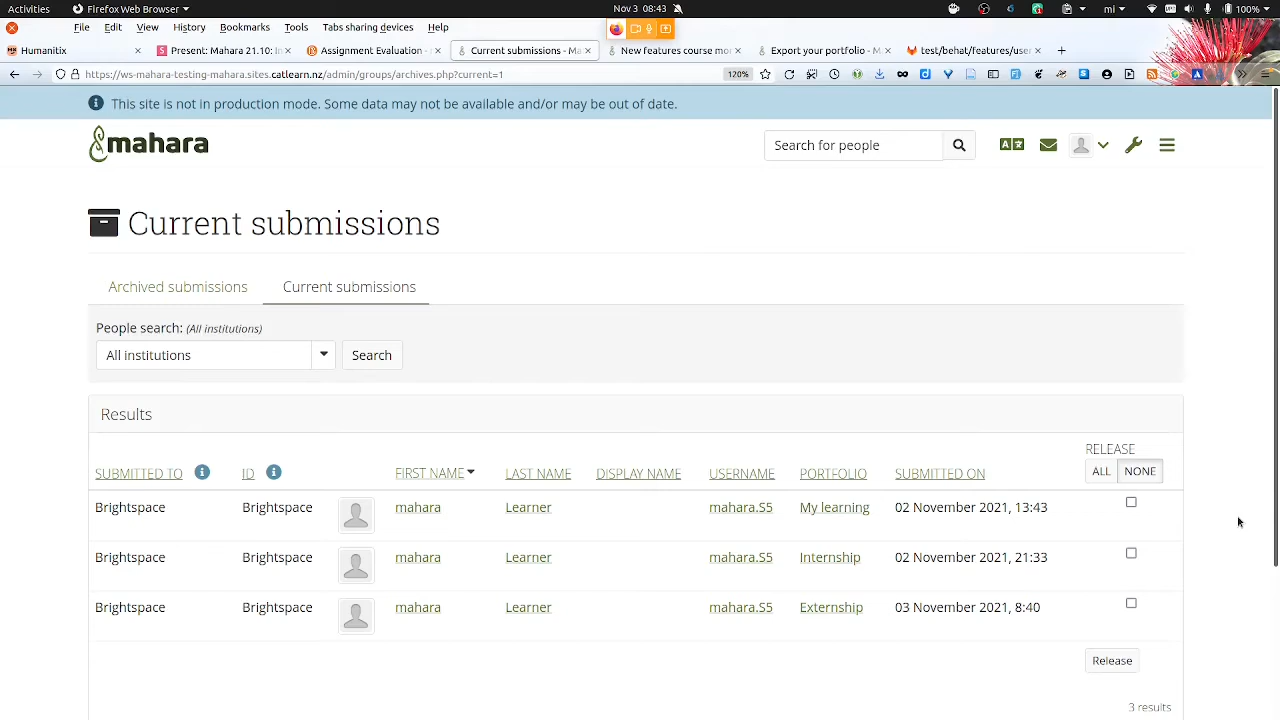 Activities Firefox Web Browser Nov 3 08:43 mi 100%
File Edit View History Bookmarks Tools Tabs sharing devices Help
Humanitix Present: Mahara 21.10: In Assignment Evaluation - Current submissions - Ma New features course mor Export your portfolio - M test/behat/features/user
https://ws-mahara-testing-mahara.sites.catlearn.nz/admin/groups/archives.php?current=1 120%
This site is not in production mode. Some data may not be available and/or may be out of date.
mahara Search for people
Current submissions
Archived submissions Current submissions
People search: (All institutions)
All institutions Search
Results
RELEASE
SUBMITTED TO ID FIRST NAME LAST NAME DISPLAY NAME USERNAME PORTFOLIO SUBMITTED ON ALL NONE
Brightspace Brightspace mahara Learner mahara.S5 My learning 02 November 2021, 13:43
Brightspace Brightspace mahara Learner mahara.S5 Internship 02 November 2021, 21:33
Brightspace Brightspace mahara Learner mahara.S5 Externship 03 November 2021, 8:40
Release
3 results